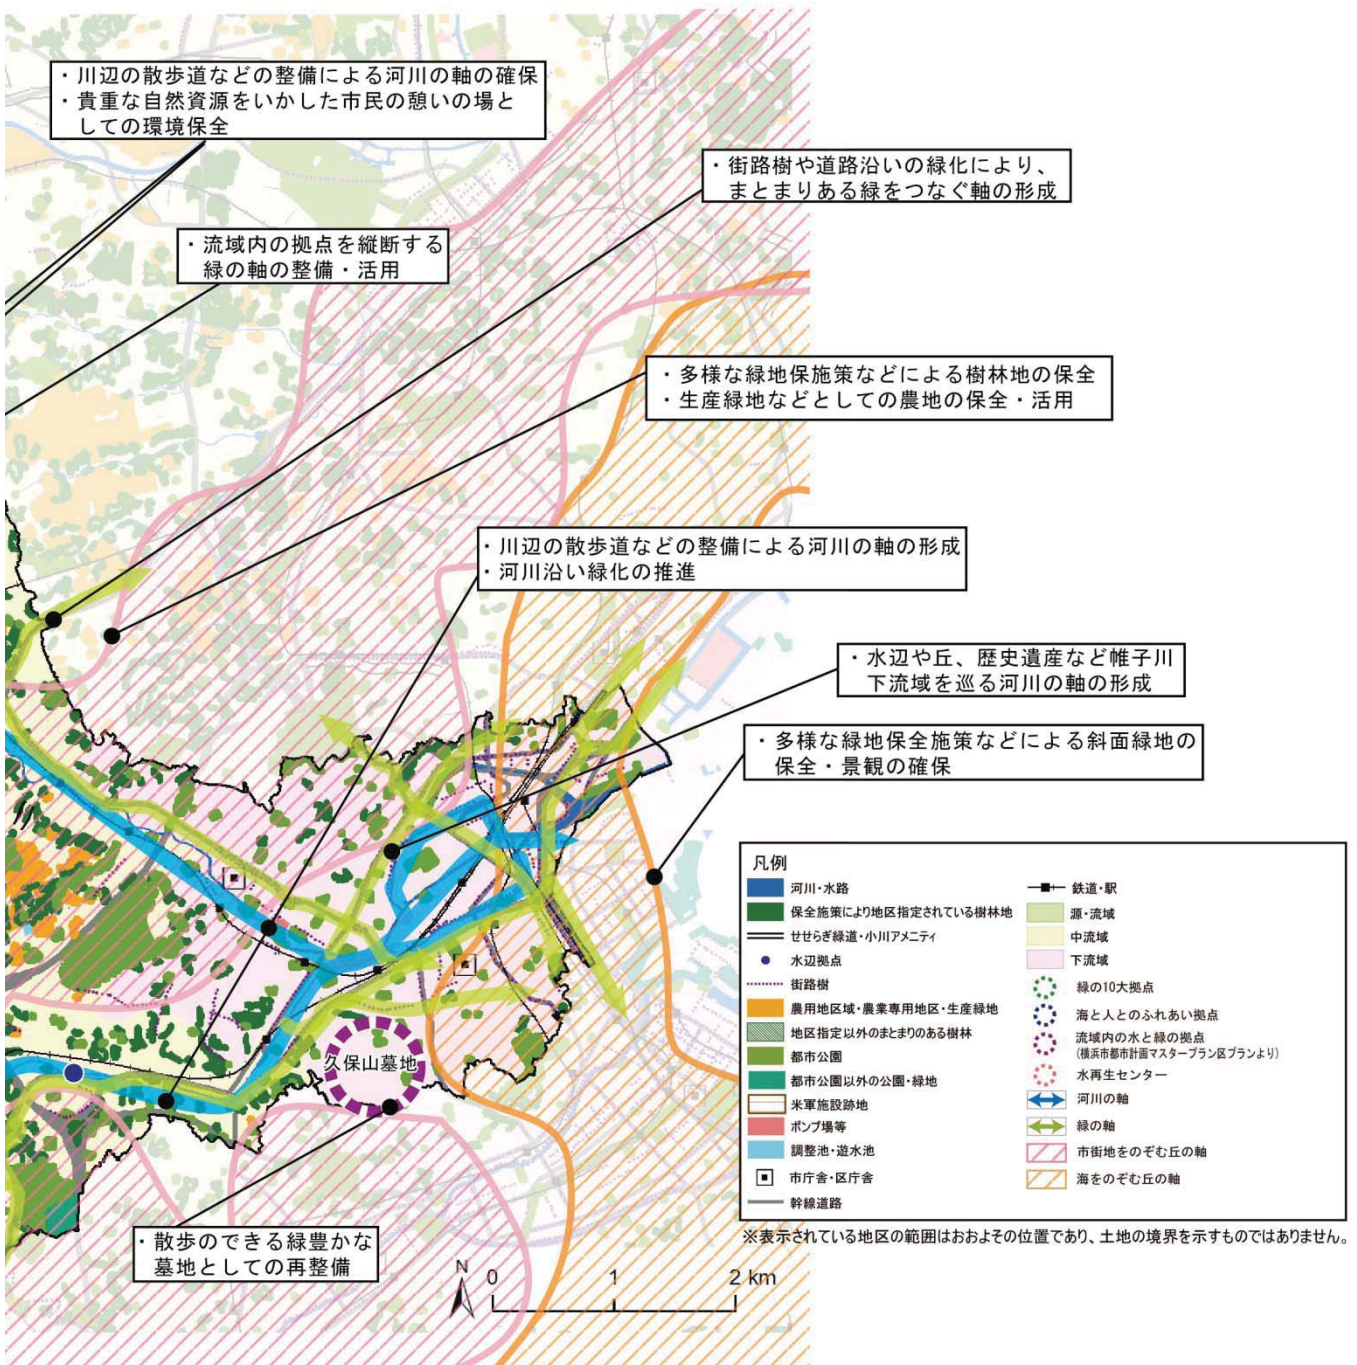 ・川辺の散歩道などの整備による河川の軸の確保
・貴重な自然資源をいかした市民の憩いの場と
しての環境保全
・街路樹や道路沿いの緑化により、
まとまりある緑をつなぐ軸の形成
・流域内の拠点を縦断する
緑の軸の整備・活用
・多様な緑地保施策などによる樹林地の保全
・生産緑地などとしての農地の保全・活用
・川辺の散歩道などの整備による河川の軸の形成
・河川沿い緑化の推進
・水辺や丘、歴史遺産など帷子川
下流域を巡る河川の軸の形成
・多様な緑地保全施策などによる斜面緑地の
保全・景観の確保
久保山墓地
・散歩のできる緑豊かな
墓地としての再整備
N
0 1 2 km
凡例
河川・水路
保全施策により地区指定されている樹林地
せせらぎ緑道・小川アメニティ
水辺拠点
街路樹
農用地区域・農業専用地区・生産緑地
地区指定以外のまとまりのある樹林
都市公園
都市公園以外の公園・緑地
米軍施設跡地
ポンプ場等
調整池・遊水池
市庁舎・区庁舎
幹線道路
鉄道・駅
源・流域
中流域
下流域
緑の10大拠点
海と人とのふれあい拠点
流域内の水と緑の拠点
(横浜市都市計画マスタープラン区プランより)
水再生センター
河川の軸
緑の軸
市街地をのぞむ丘の軸
海をのぞむ丘の軸
※表示されている地区の範囲はおおよその位置であり、土地の境界を示すものではありません。